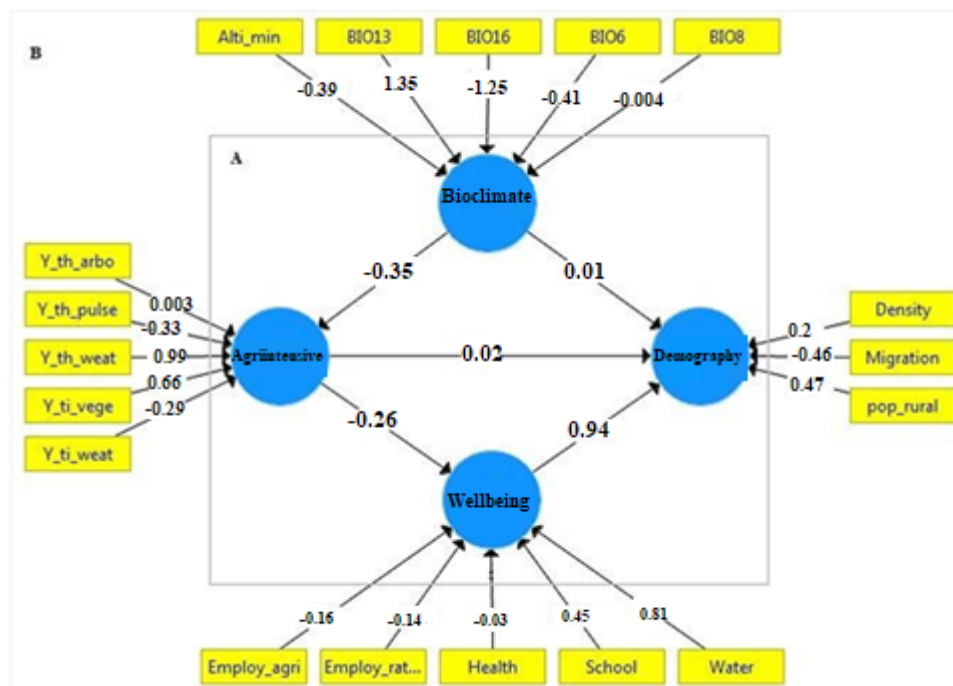 Alti_min BIO13 BIO16 BIO6 BIO8
B
-0.39 1.35 -1.25 -0.41 -0.004
A
Bioclimate
Y_th_arbo
-0.35 0.01
Y_th_pulse 0.003 Density
-0.33 0.2
Y_th_weat 0.99 Agriintensive 0.02 Demography -0.46 Migration
Y_ti_vege 0.66 0.47 pop_rural
-0.29
Y_ti_weat -0.26 0.94
Wellbeing
-0.16 -0.14 -0.03 0.45 0.81
Employ_agri Employ_rat... Health School Water